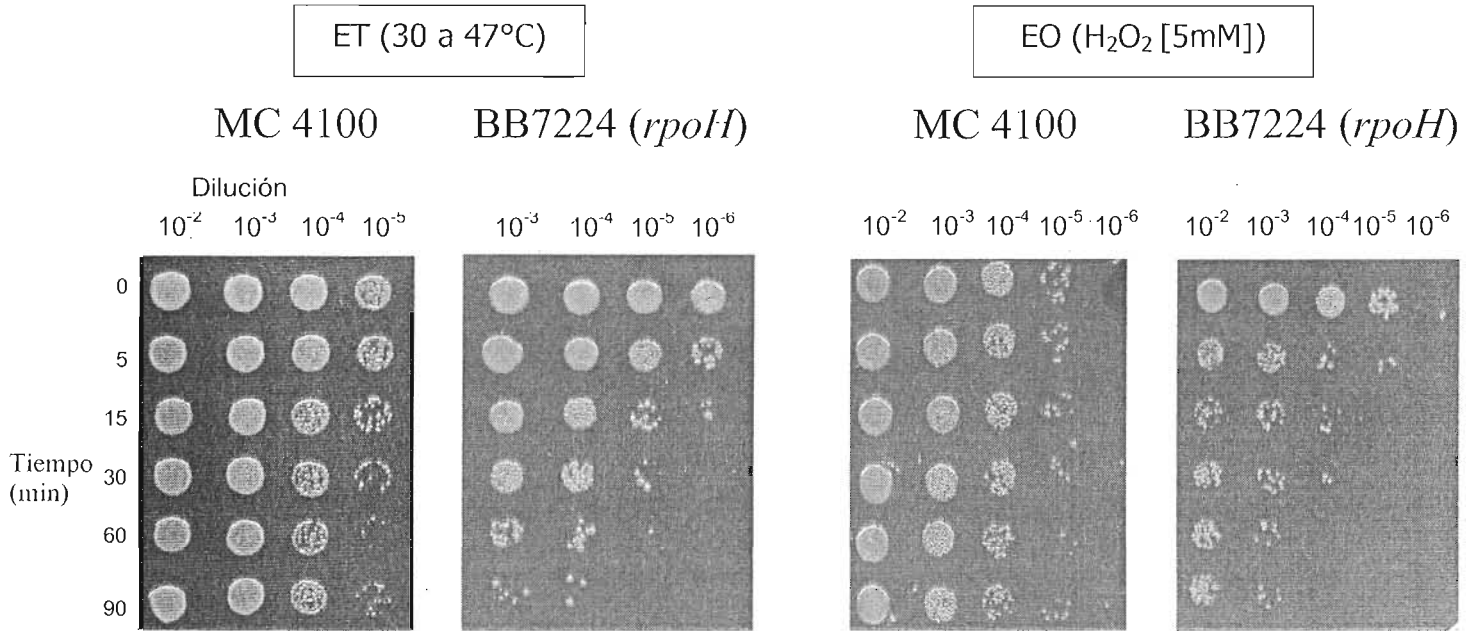 ET (30 a 47°C)
EO (H₂O₂ [5mM])
MC 4100
BB7224 (rpoH)
MC 4100
BB7224 (rpoH)
Dilución
10⁻² 10⁻³ 10⁻⁴ 10⁻⁵
10⁻³ 10⁻⁴ 10⁻⁵ 10⁻⁶
10⁻² 10⁻³ 10⁻⁴ 10⁻⁵ 10⁻⁶
10⁻² 10⁻³ 10⁻⁴ 10⁻⁵ 10⁻⁶
Tiempo
(min)
0
5
15
30
60
90